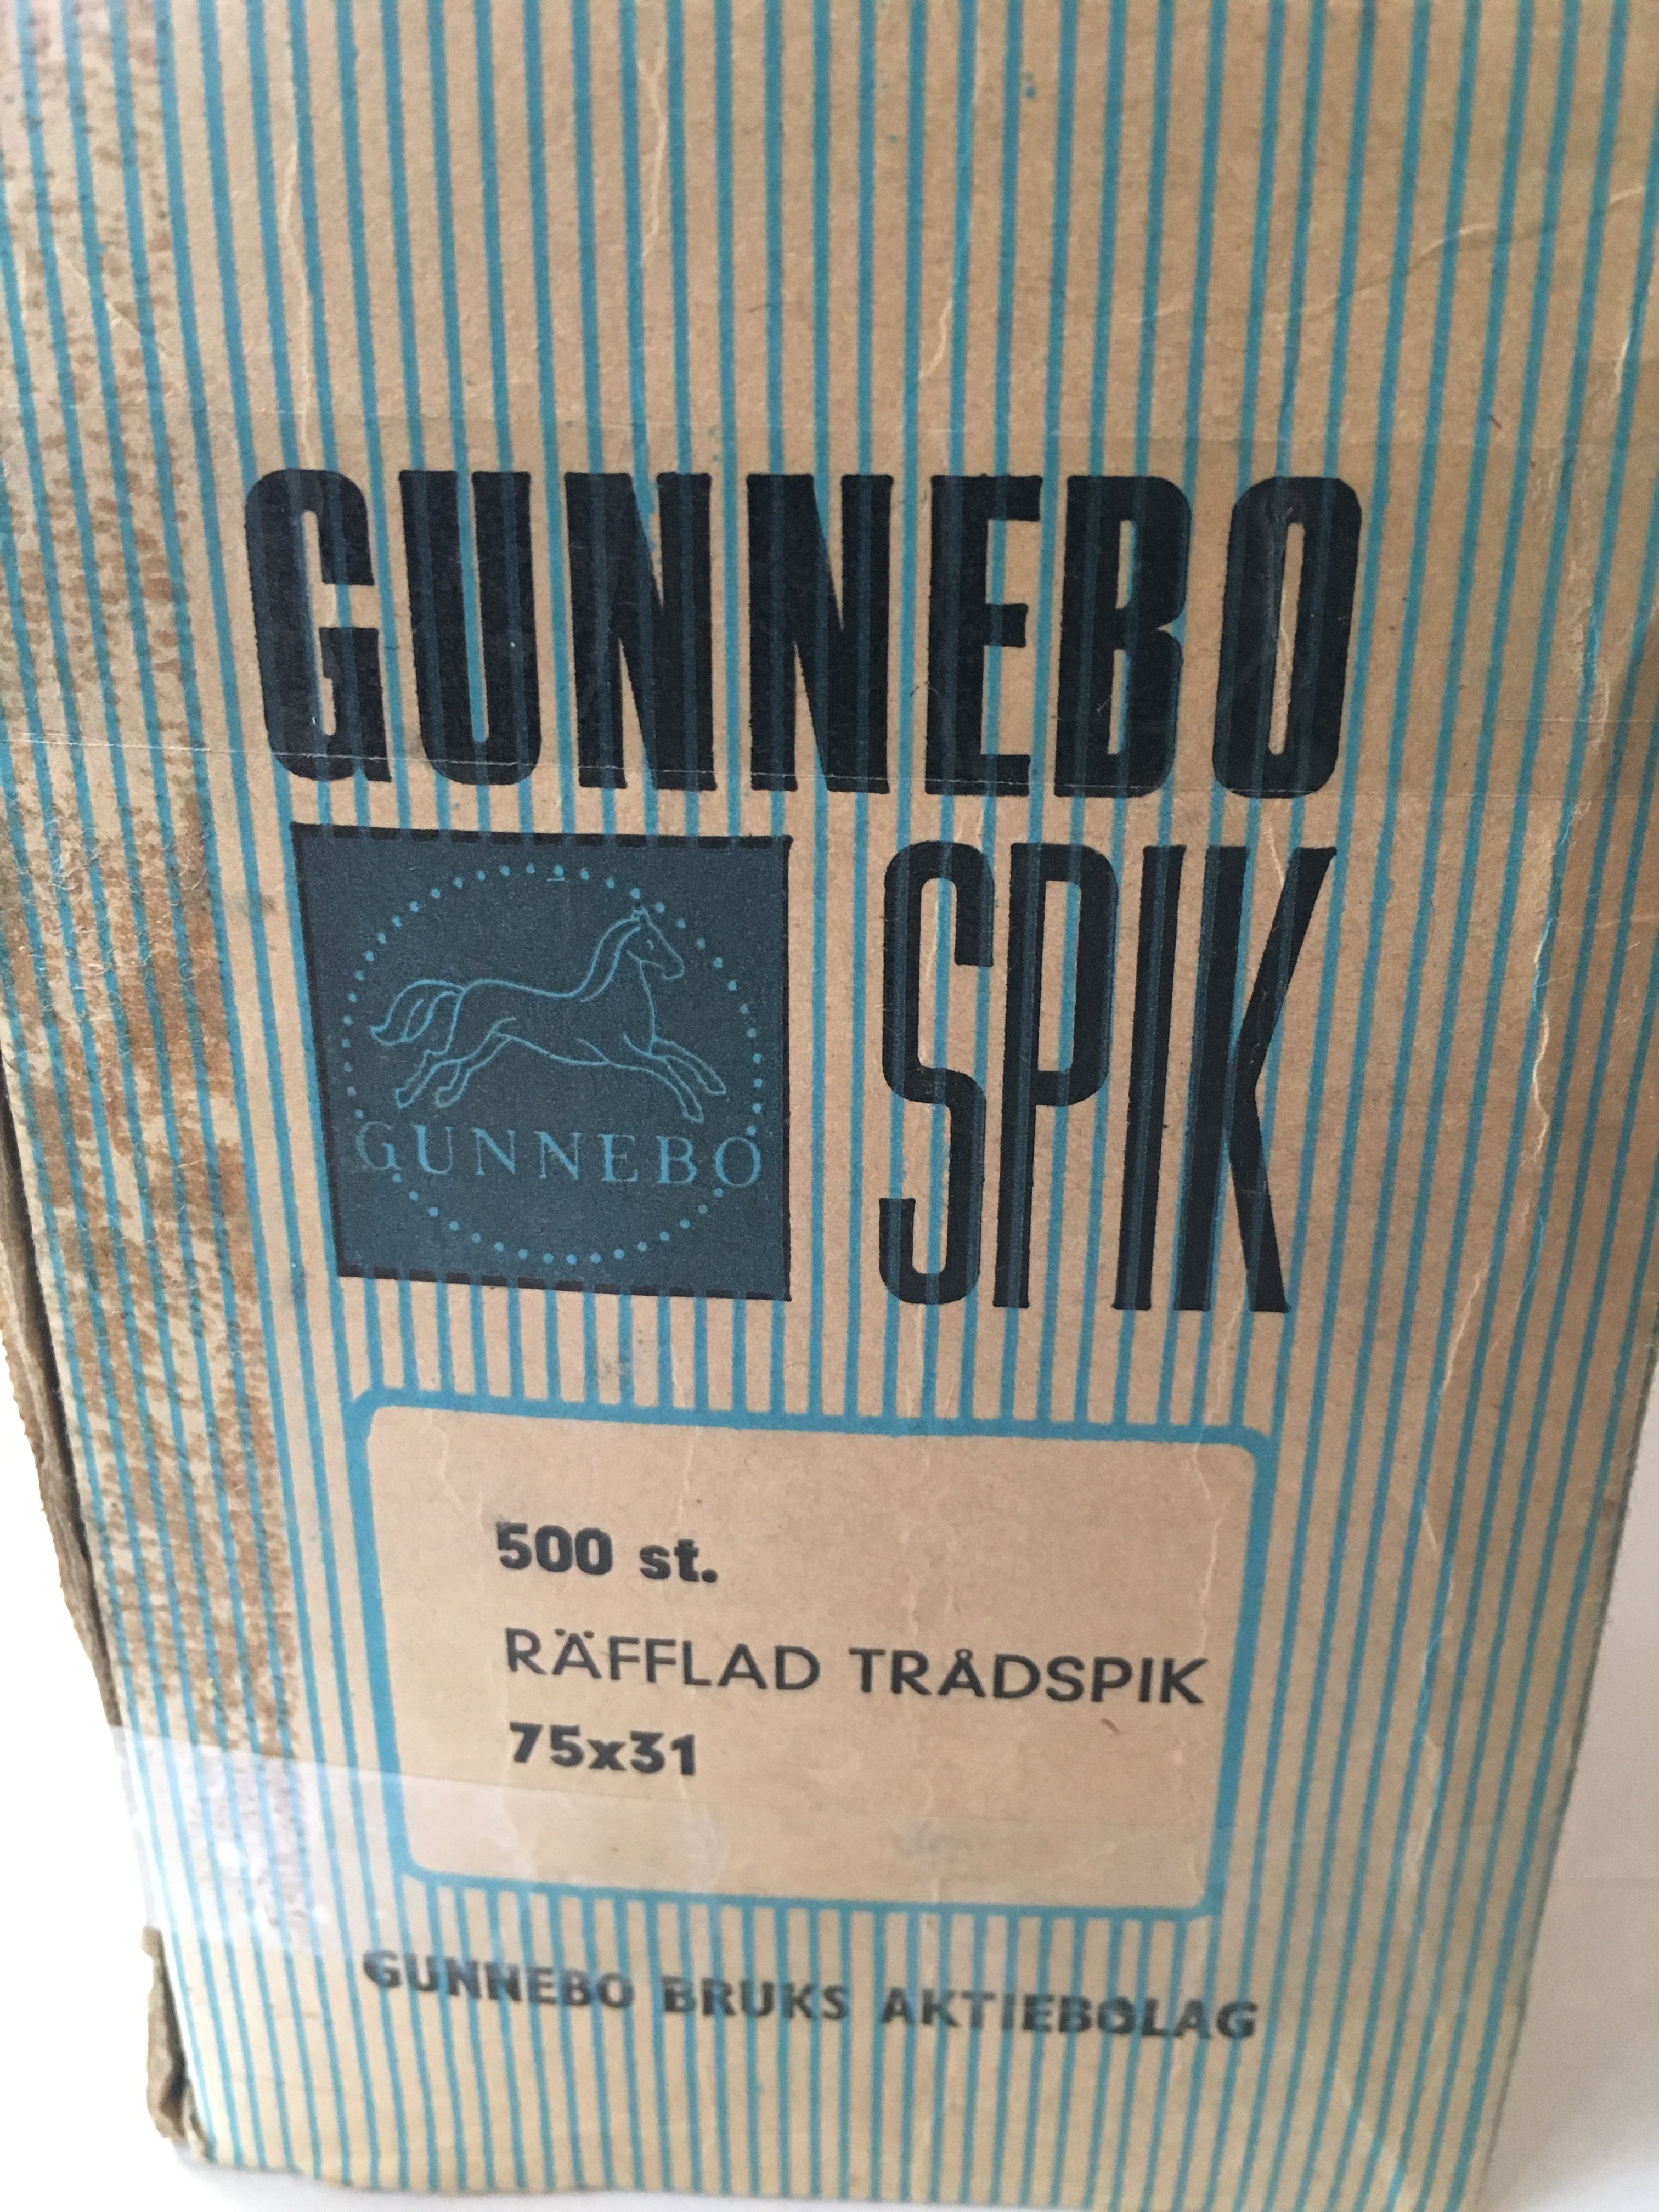 GUNNEBO
SPIK
GUNNEBO
500 st.
RÄFFLAD TRÅDSPIK
75x31
GUNNEBO BRUKS AKTIEBOLAG